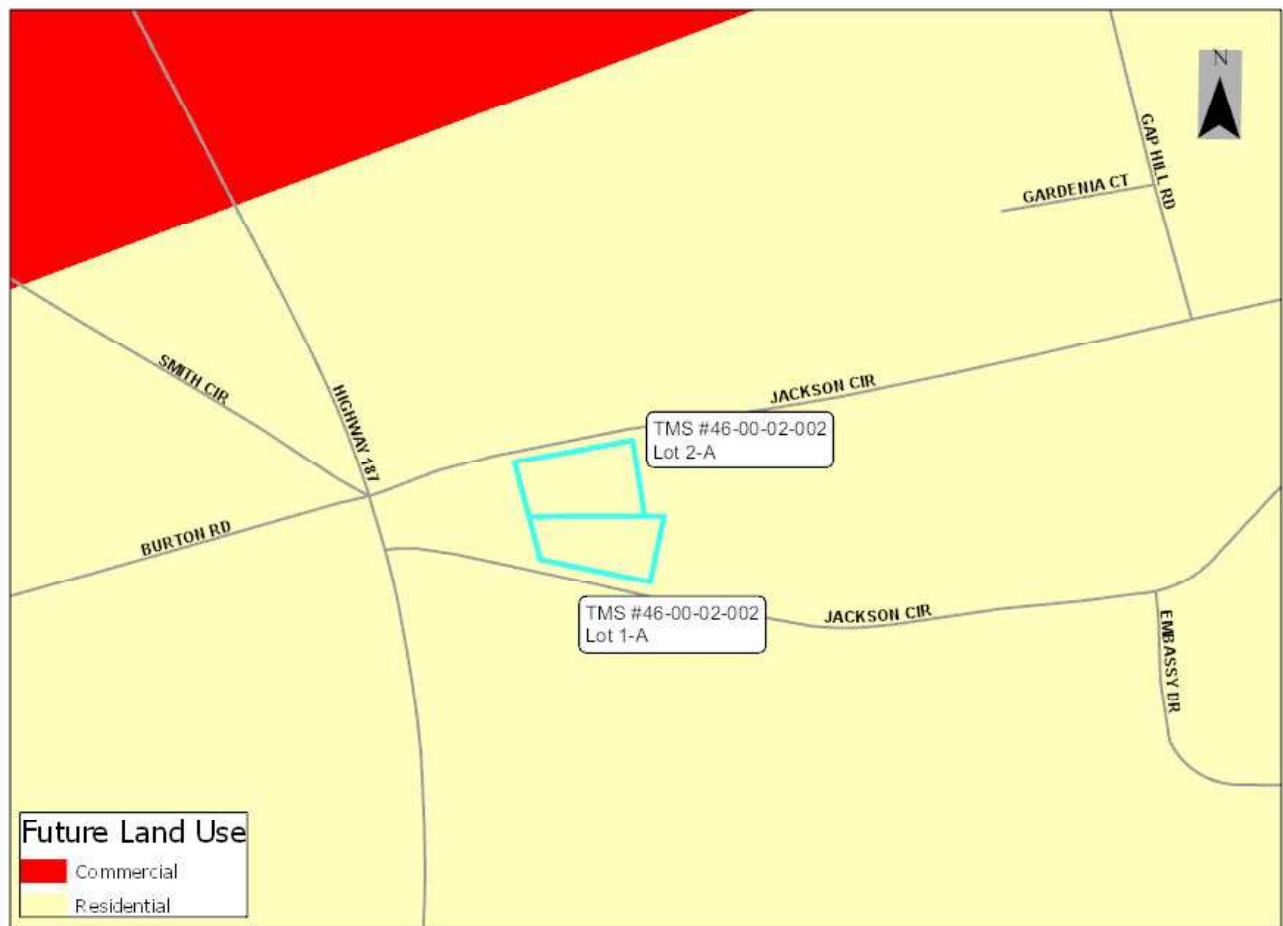 N
GAP HILL RD
GARDENIA CT
SMITH CIR
HIGHWAY 187
JACKSON CIR
TMS #46-00-02-002
Lot 2-A
BURTON RD
TMS #46-00-02-002
Lot 1-A
JACKSON CIR
EMBASSY DR
Future Land Use
Commercial
Residential